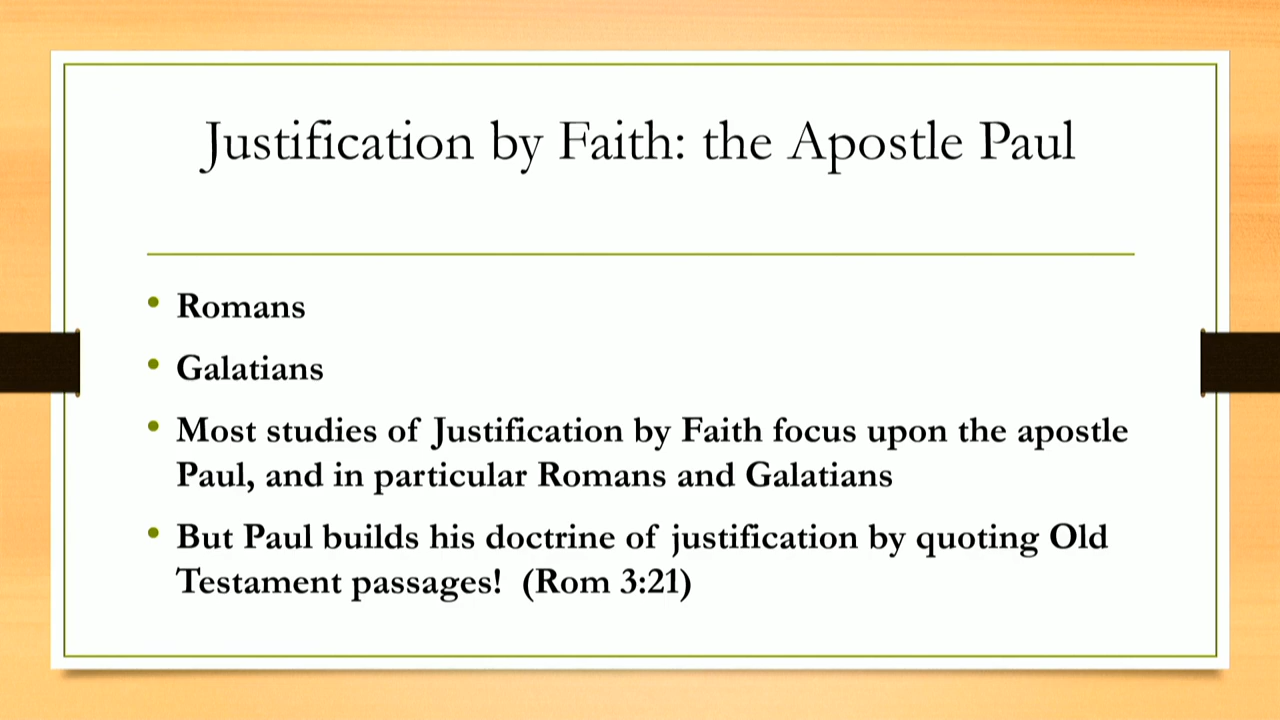 Justification by Faith: the Apostle Paul
• Romans
• Galatians
• Most studies of Justification by Faith focus upon the apostle
Paul, and in particular Romans and Galatians
• But Paul builds his doctrine of justification by quoting Old
Testament passages!  (Rom 3:21)